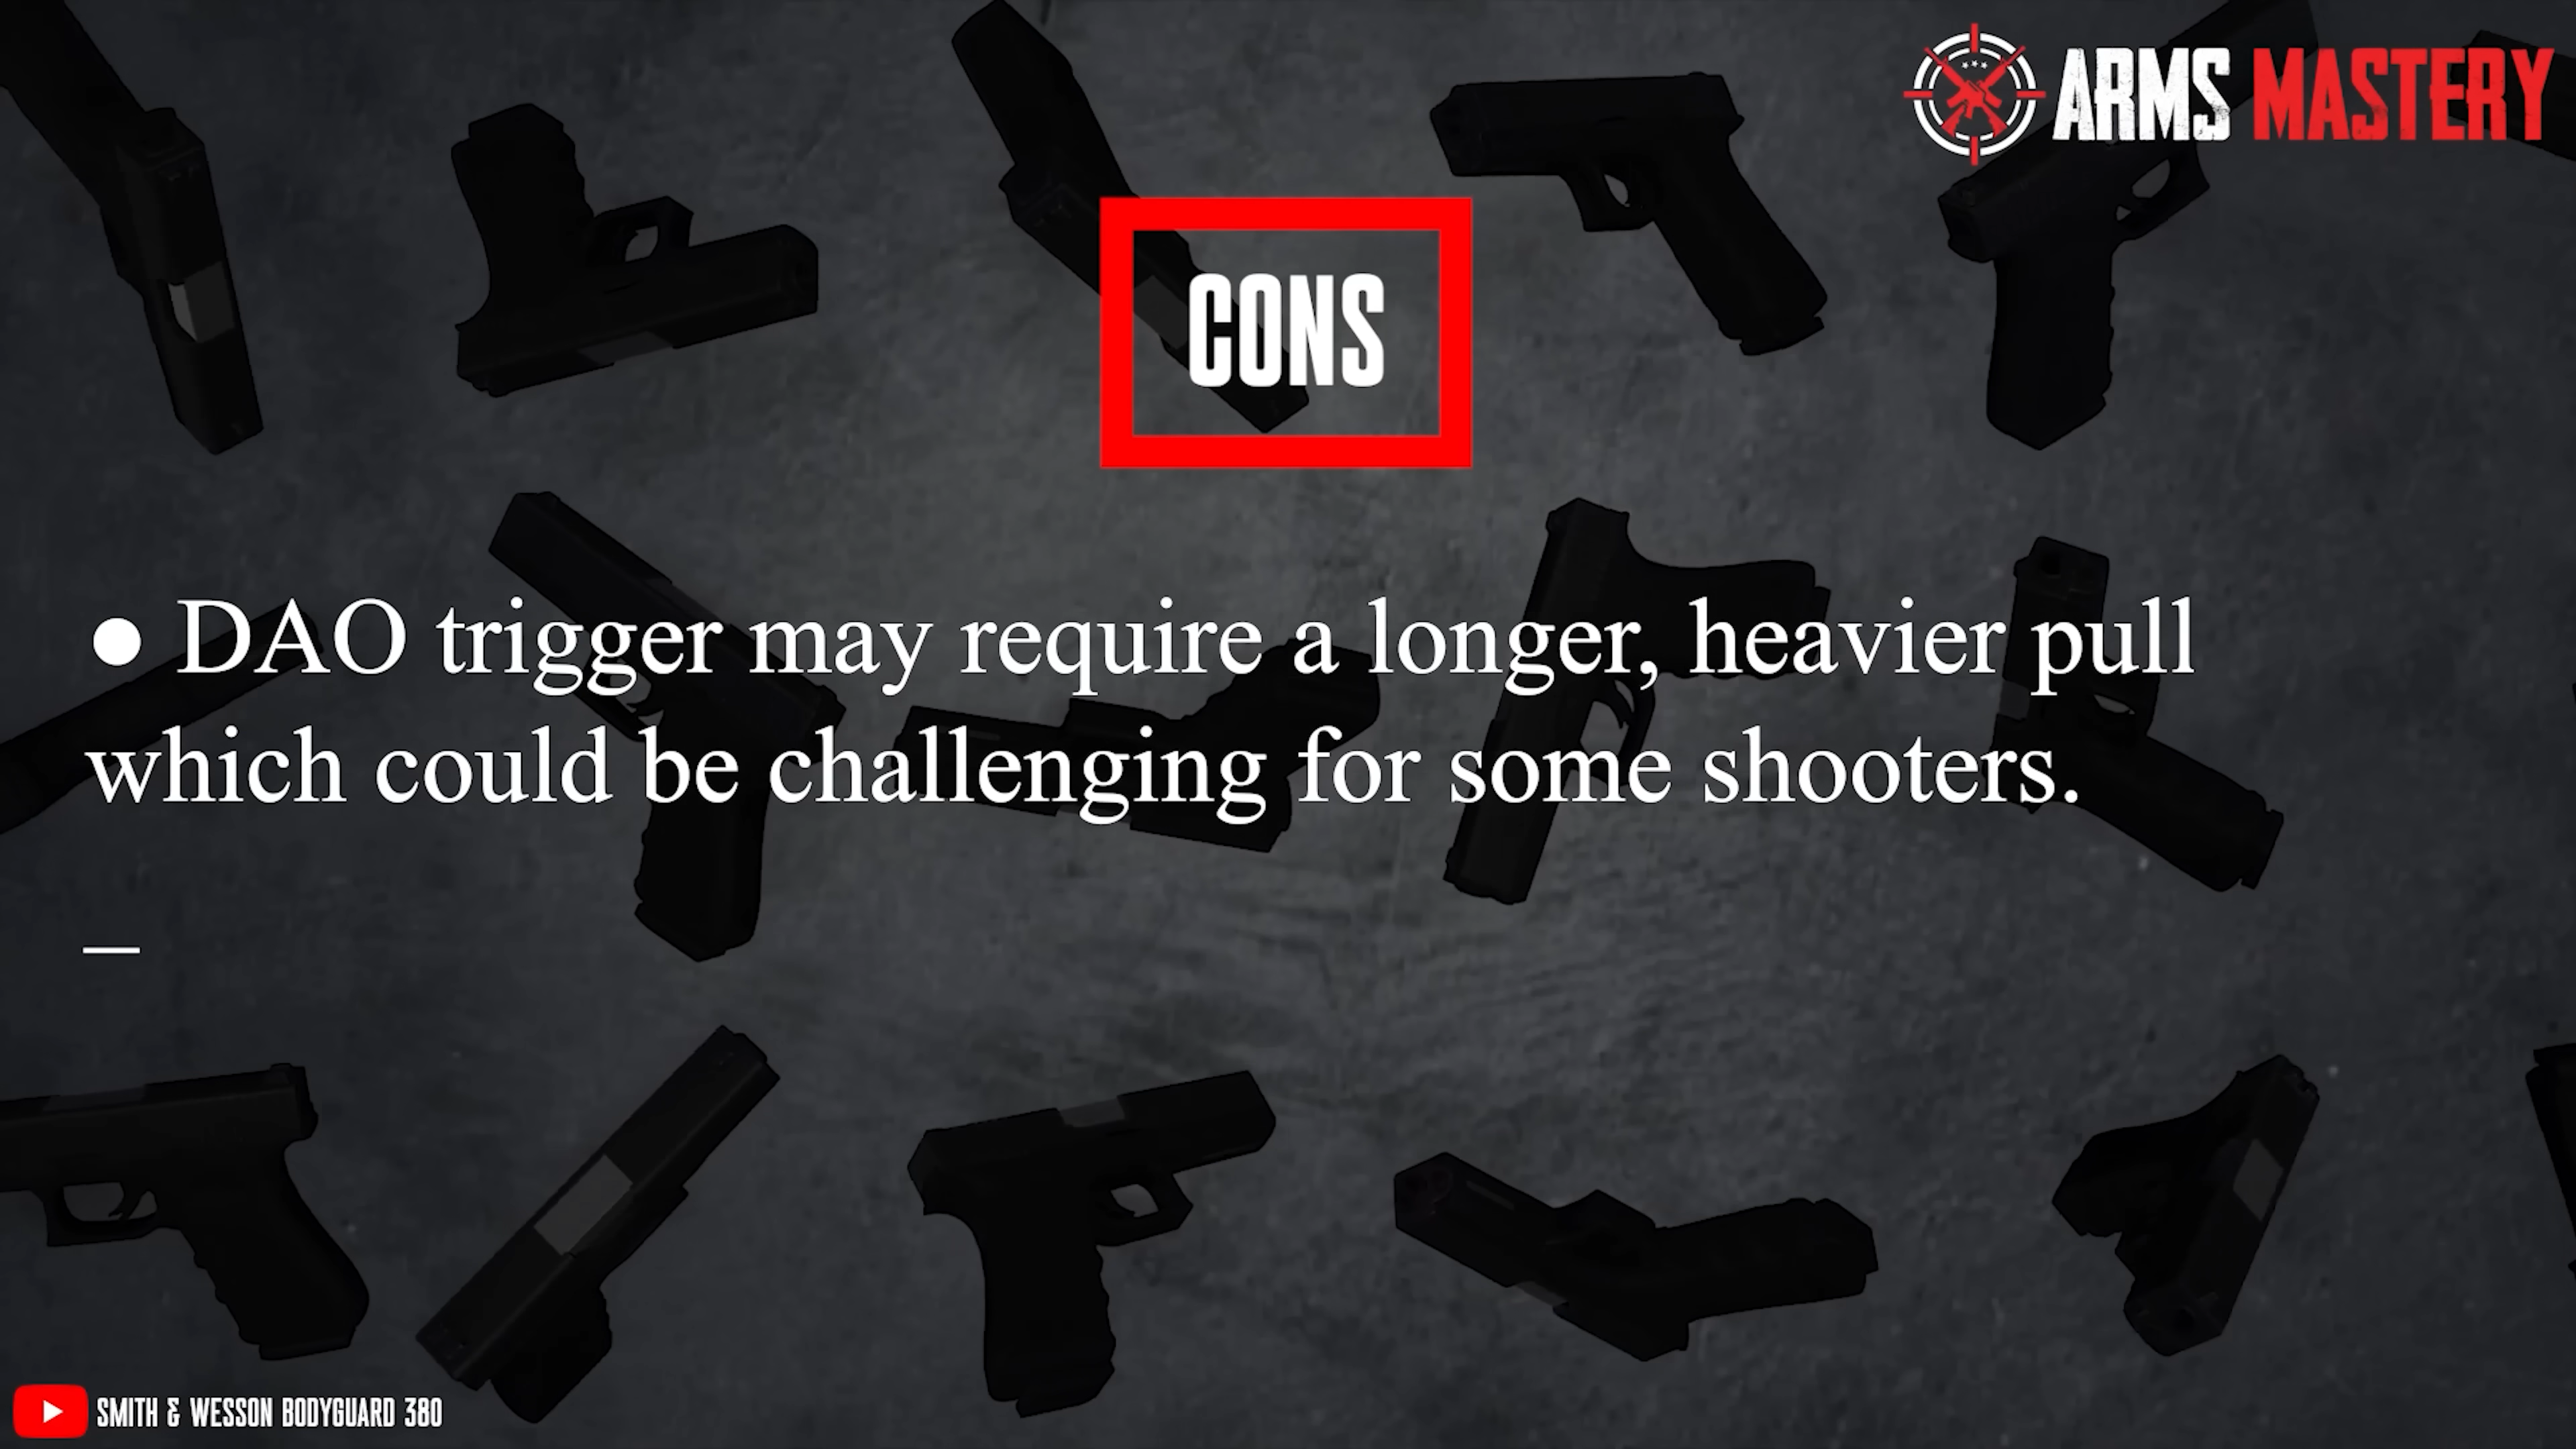 ARMS MASTERY
CONS
● DAO trigger may require a longer, heavier pull
which could be challenging for some shooters.
_
SMITH & WESSON BODYGUARD 380